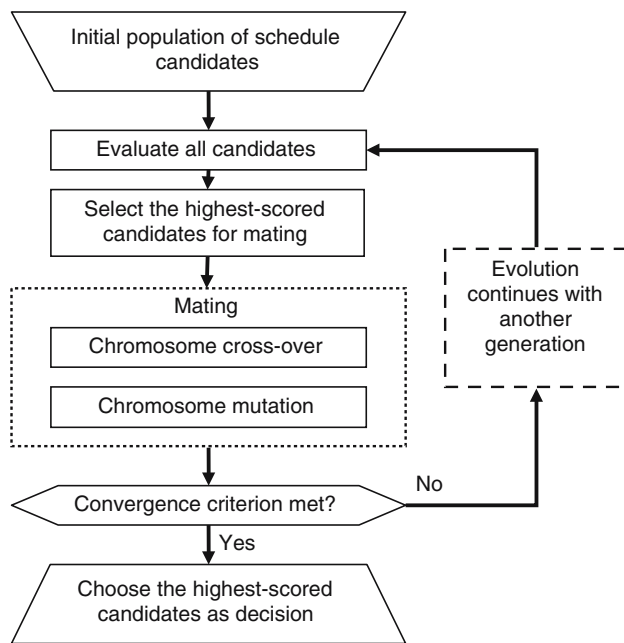 Initial population of schedule
candidates
Evaluate all candidates
Select the highest-scored
candidates for mating
Evolution
continues with
another
generation
Mating
Chromosome cross-over
Chromosome mutation
Convergence criterion met?
No
Yes
Choose the highest-scored
candidates as decision